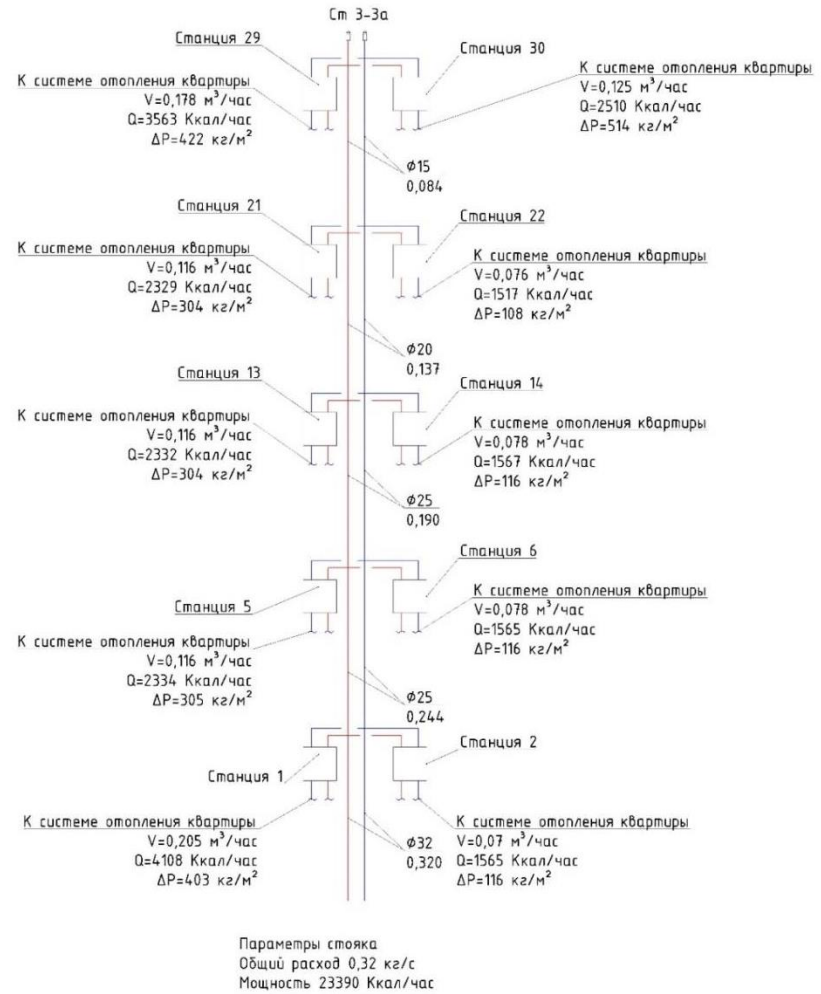 Ст 3-3а
Станция 29
К системе отопления квартиры
V=0,178 м³/час
Q=3563 Ккал/час
ΔP=422 кг/м²
Станция 30
К системе отопления квартиры
V=0,125 м³/час
Q=2510 Ккал/час
ΔP=514 кг/м²
ϕ15
0,084
Станция 21
К системе отопления квартиры
V=0,116 м³/час
Q=2329 Ккал/час
ΔP=304 кг/м²
Станция 22
К системе отопления квартиры
V=0,076 м³/час
Q=1517 Ккал/час
ΔP=108 кг/м²
ϕ20
0,137
Станция 13
К системе отопления квартиры
V=0,116 м³/час
Q=2332 Ккал/час
ΔP=304 кг/м²
Станция 14
К системе отопления квартиры
V=0,078 м³/час
Q=1567 Ккал/час
ΔP=116 кг/м²
ϕ25
0,190
Станция 5
К системе отопления квартиры
V=0,116 м³/час
Q=2334 Ккал/час
ΔP=305 кг/м²
Станция 6
К системе отопления квартиры
V=0,078 м³/час
Q=1565 Ккал/час
ΔP=116 кг/м²
ϕ25
0,244
Станция 1
К системе отопления квартиры
V=0,205 м³/час
Q=4108 Ккал/час
ΔP=403 кг/м²
Станция 2
К системе отопления квартиры
V=0,07 м³/час
Q=1565 Ккал/час
ΔP=116 кг/м²
ϕ32
0,320
Параметры стояка
Общий расход 0,32 кг/с
Мощность 23390 Ккал/час